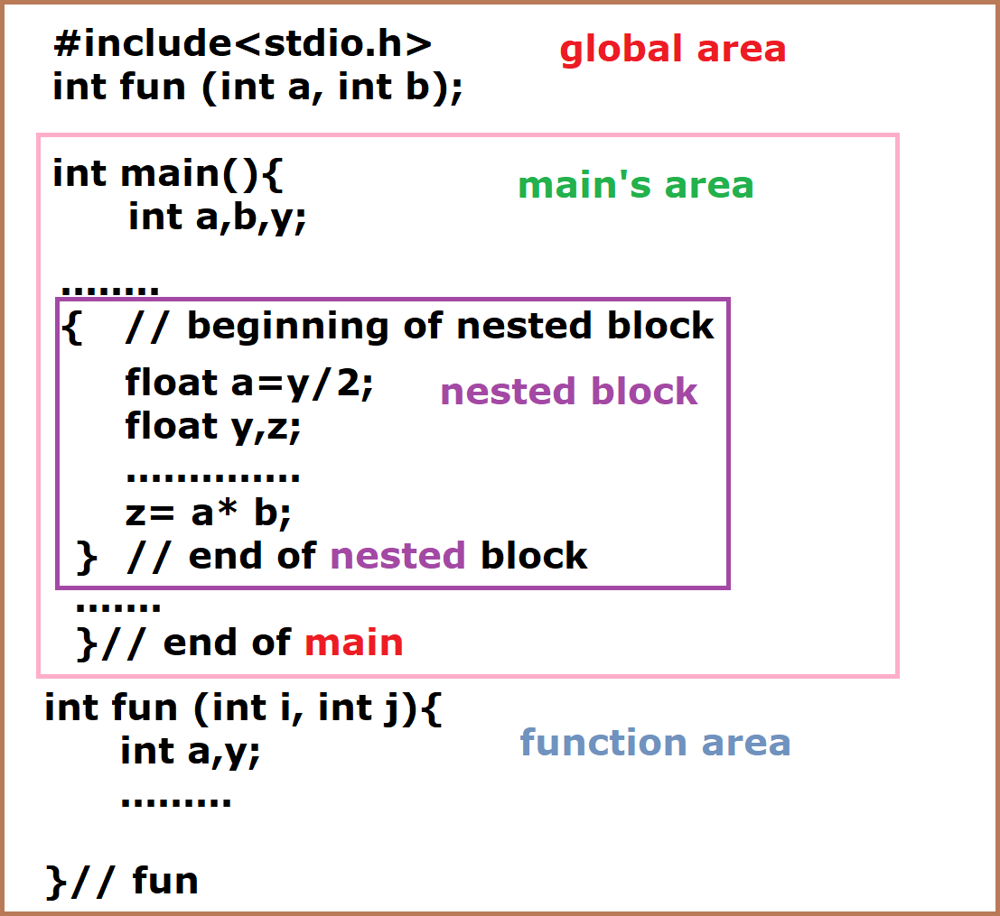 #include<stdio.h> global area
int fun (int a, int b);
int main(){ main's area
int a,b,y;
........
{ // beginning of nested block
float a=y/2; nested block
float y,z;
..............
z= a* b;
} // end of nested block
.......
}// end of main
int fun (int i, int j){
int a,y; function area
.........
}// fun